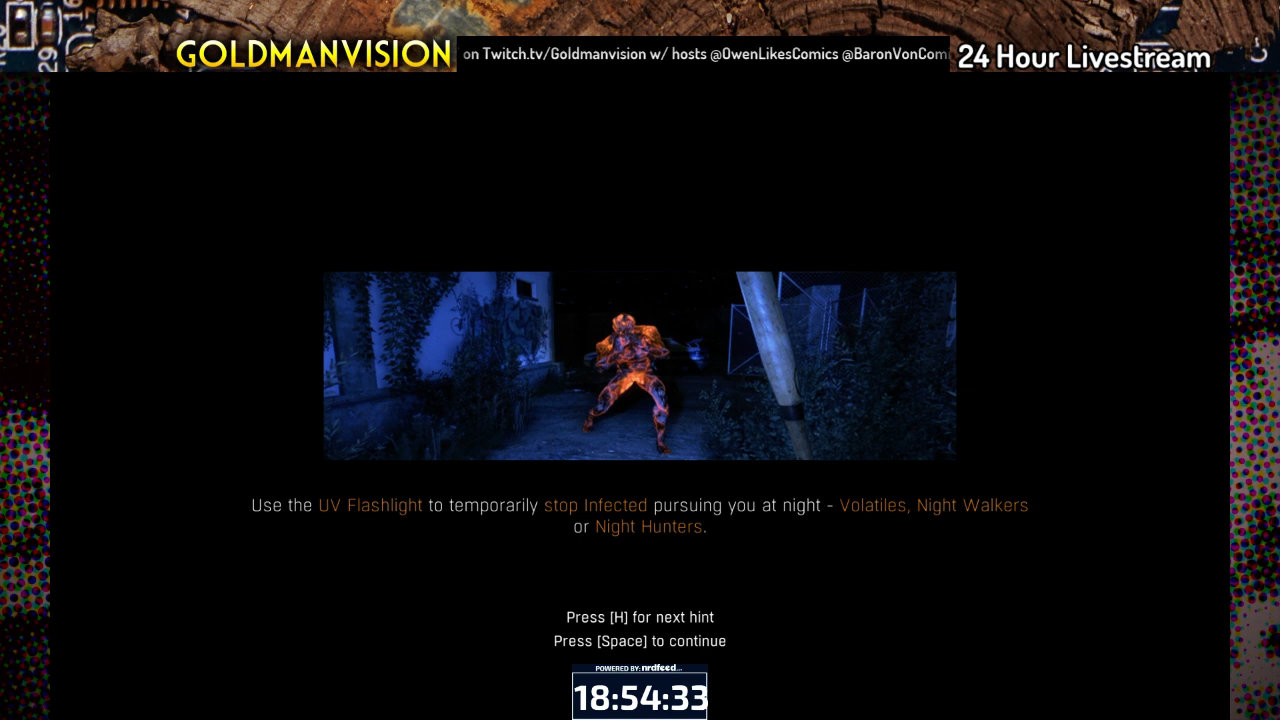 GOLDMANVISION
on Twitch.tv/Goldmanvision w/ hosts @OwenLikesComics @BaronVonCom
24 Hour Livestream
Use the UV Flashlight to temporarily stop Infected pursuing you at night - Volatiles, Night Walkers
or Night Hunters.
Press [H] for next hint
Press [Space] to continue
POWERED BY: nrdfeed
18:54:33